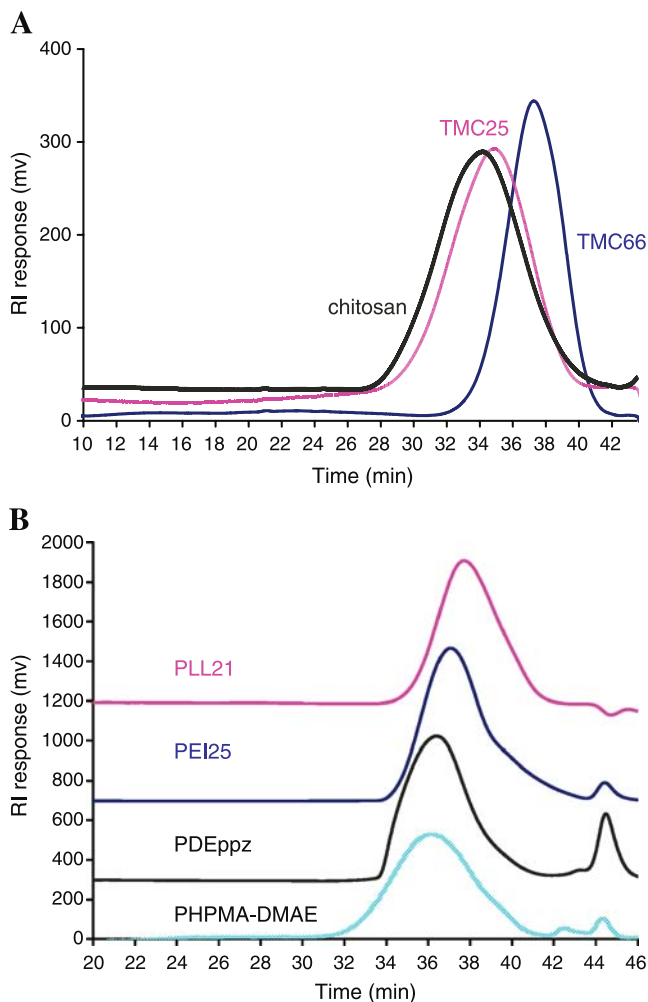 A
400
300
200
100
0
RI response (mv)
TMC25
TMC66
chitosan
10 12 14 16 18 20 22 24 26 28 30 32 34 36 38 40 42
Time (min)
B
2000
1800
1600
1400
1200
1000
800
600
400
200
0
RI response (mv)
PLL21
PEI25
PDEppz
PHPMA-DMAE
20 22 24 26 28 30 32 34 36 38 40 42 44 46
Time (min)